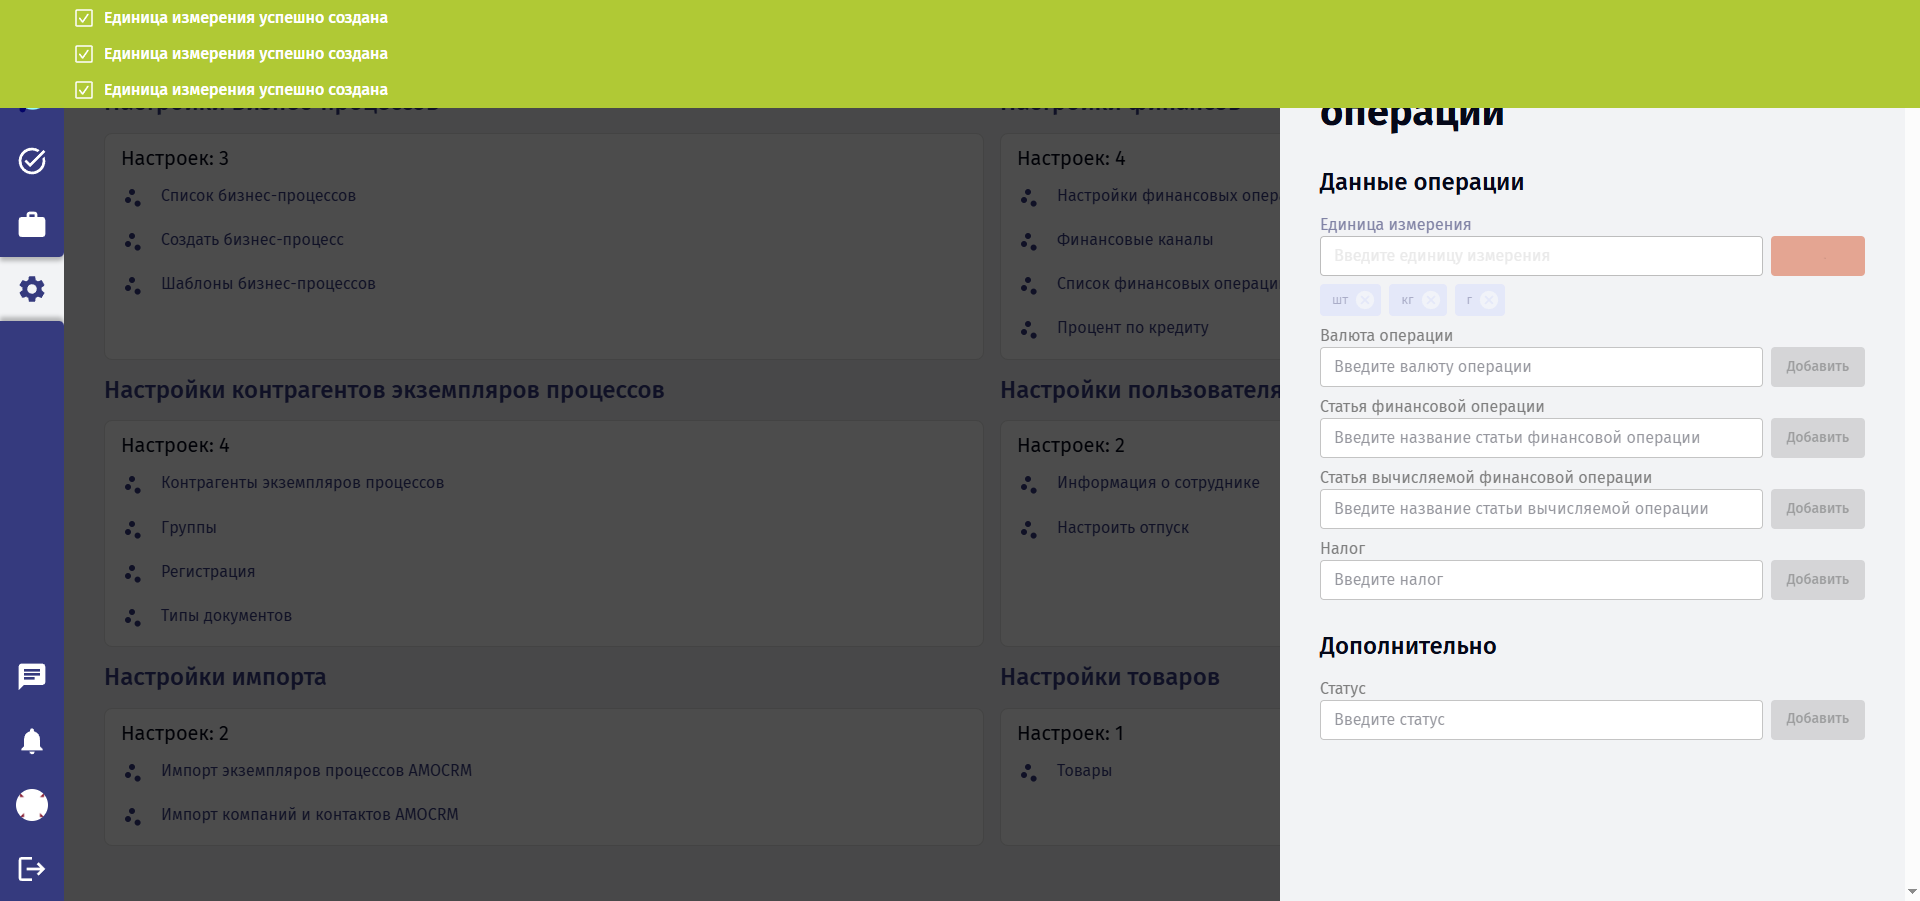 Единица измерения успешно создана
Единица измерения успешно создана
Единица измерения успешно создана
Настройки бизнес-процессов
Настроек: 3
Список бизнес-процессов
Создать бизнес-процесс
Шаблоны бизнес-процессов
Настройки финансов
Настроек: 4
Настройки финансовых опер
Финансовые каналы
Список финансовых операци
Процент по кредиту
Настройки контрагентов экземпляров процессов
Настроек: 4
Контрагенты экземпляров процессов
Группы
Регистрация
Типы документов
Настройки пользователя
Настроек: 2
Информация о сотруднике
Настроить отпуск
Настройки импорта
Настроек: 2
Импорт экземпляров процессов AMOCRM
Импорт компаний и контактов AMOCRM
Настройки товаров
Настроек: 1
Товары
операции
Данные операции
Единица измерения
Введите единицу измерения
шт кг г
Валюта операции
Введите валюту операции Добавить
Статья финансовой операции
Введите название статьи финансовой операции Добавить
Статья вычисляемой финансовой операции
Введите название статьи вычисляемой операции Добавить
Налог
Введите налог Добавить
Дополнительно
Статус
Введите статус Добавить